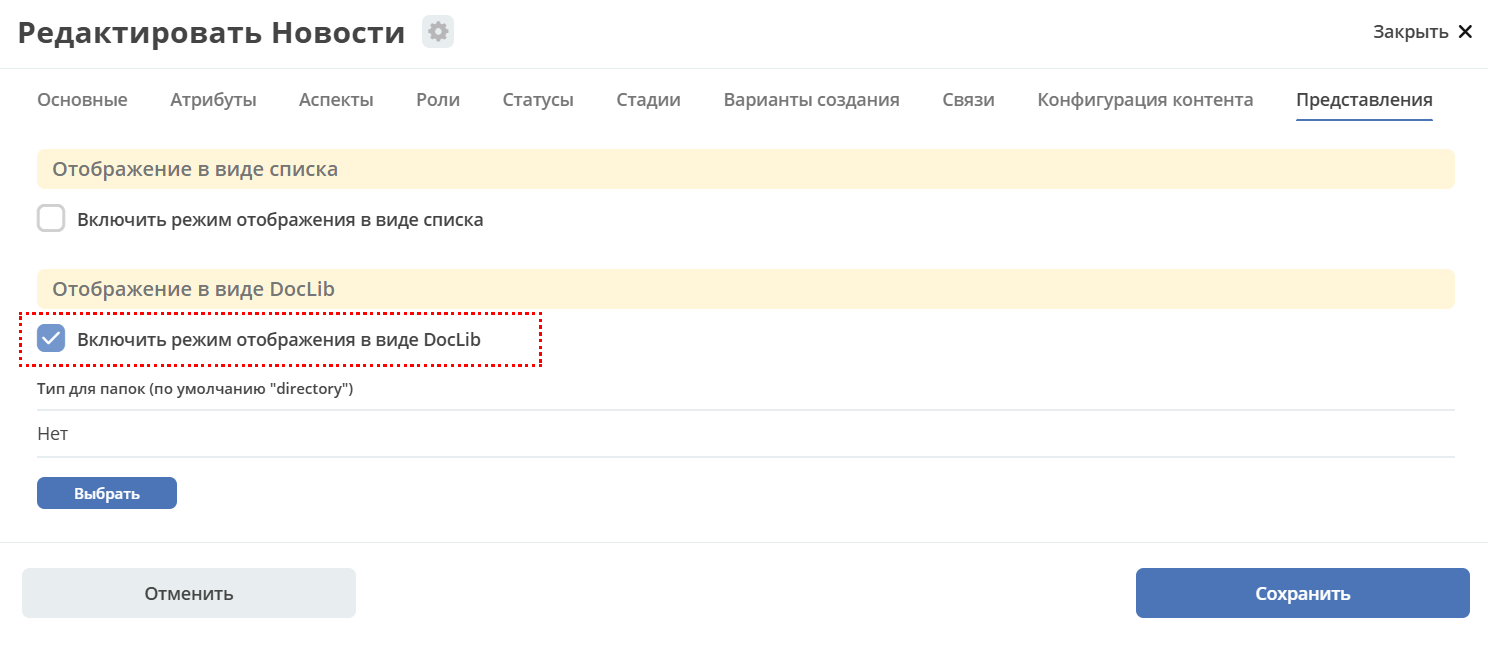 Редактировать Новости
Закрыть
Основные Атрибуты Аспекты Роли Статусы Стадии Варианты создания Связи Конфигурация контента Представления
Отображение в виде списка
Включить режим отображения в виде списка
Отображение в виде DocLib
Включить режим отображения в виде DocLib
Тип для папок (по умолчанию "directory")
Нет
Выбрать
Отменить
Сохранить